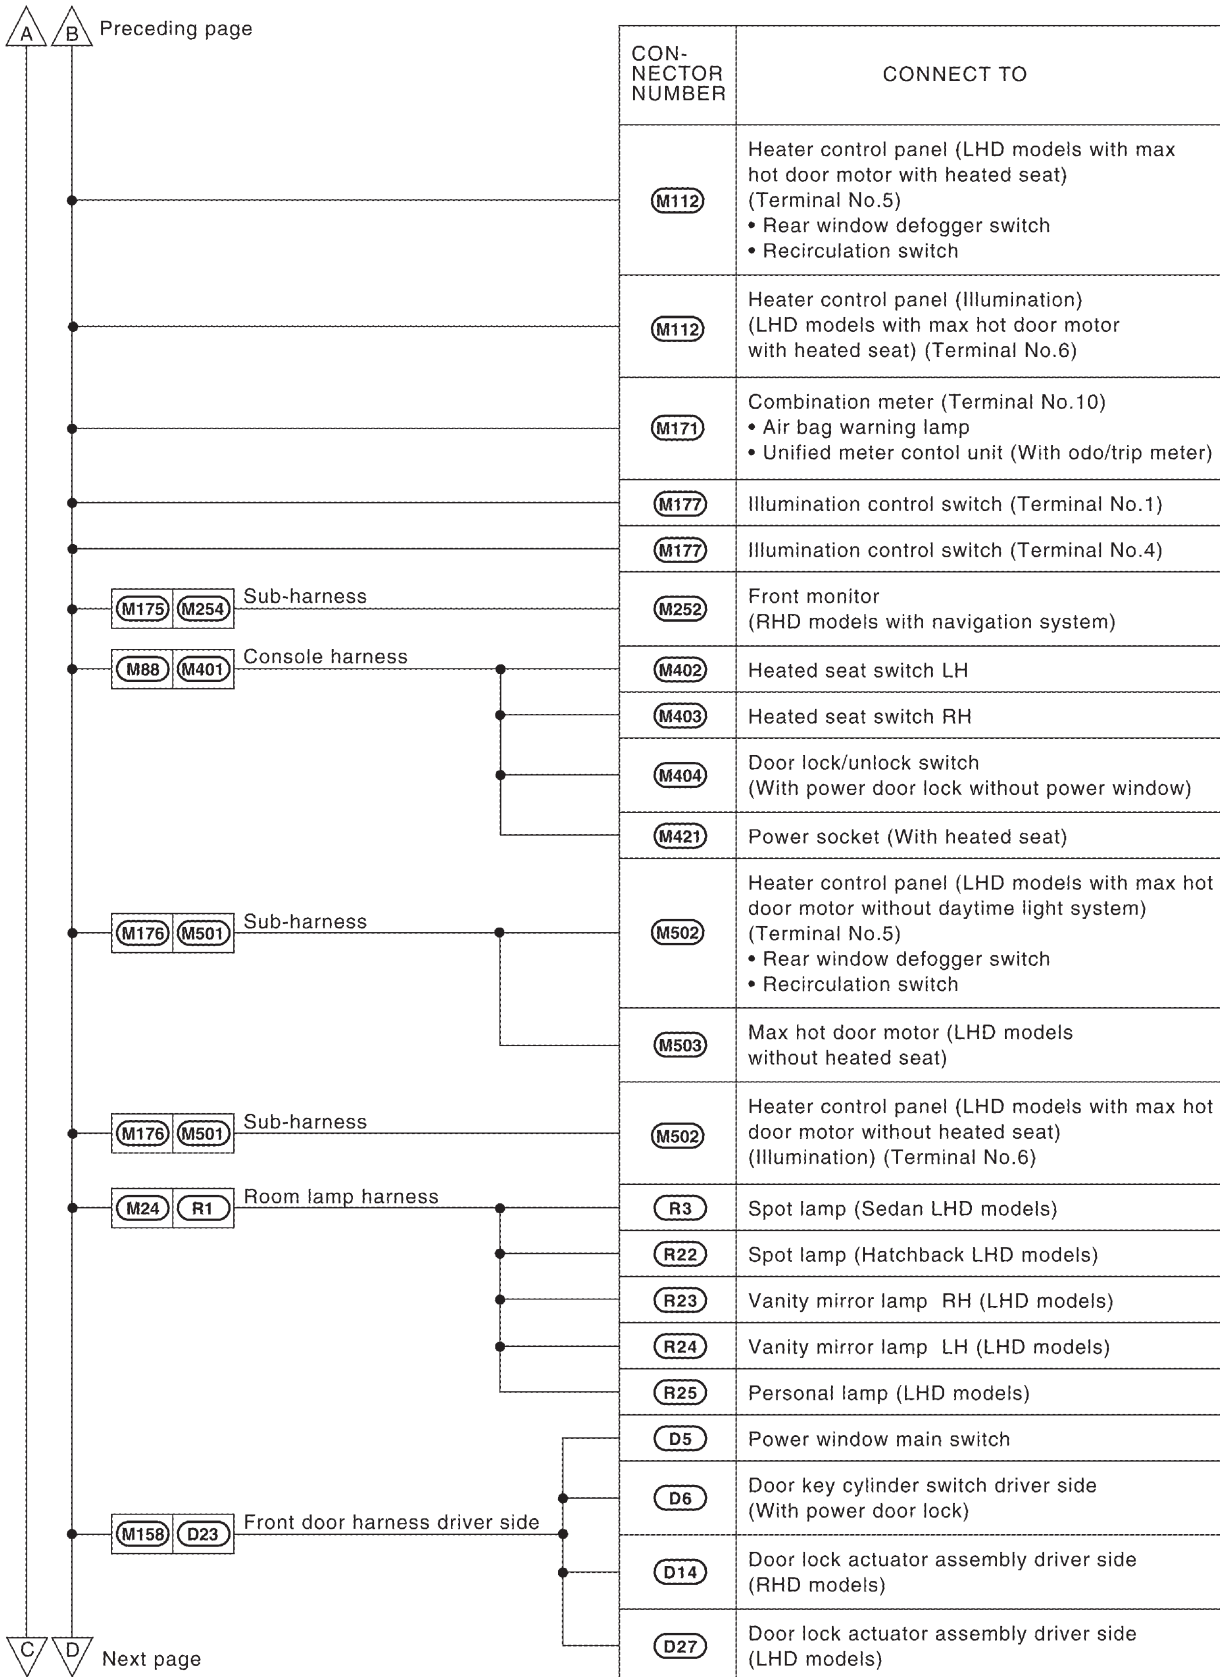 A B Preceding page
CON-
NECTOR
NUMBER
CONNECT TO
M112
Heater control panel (LHD models with max
hot door motor with heated seat)
(Terminal No.5)
• Rear window defogger switch
• Recirculation switch
M112
Heater control panel (Illumination)
(LHD models with max hot door motor
with heated seat) (Terminal No.6)
M171
Combination meter (Terminal No.10)
• Air bag warning lamp
• Unified meter contol unit (With odo/trip meter)
M177 Illumination control switch (Terminal No.1)
M177 Illumination control switch (Terminal No.4)
M175 M254 Sub-harness
M252
Front monitor
(RHD models with navigation system)
M88 M401 Console harness
M402 Heated seat switch LH
M403 Heated seat switch RH
M404
Door lock/unlock switch
(With power door lock without power window)
M421 Power socket (With heated seat)
M176 M501 Sub-harness
M502
Heater control panel (LHD models with max hot
door motor without daytime light system)
(Terminal No.5)
• Rear window defogger switch
• Recirculation switch
M503
Max hot door motor (LHD models
without heated seat)
M176 M501 Sub-harness
M502
Heater control panel (LHD models with max hot
door motor without heated seat)
(Illumination) (Terminal No.6)
M24 R1 Room lamp harness
R3 Spot lamp (Sedan LHD models)
R22 Spot lamp (Hatchback LHD models)
R23 Vanity mirror lamp RH (LHD models)
R24 Vanity mirror lamp LH (LHD models)
R25 Personal lamp (LHD models)
D5 Power window main switch
D6
Door key cylinder switch driver side
(With power door lock)
M158 D23 Front door harness driver side
D14
Door lock actuator assembly driver side
(RHD models)
D27
Door lock actuator assembly driver side
(LHD models)
C D Next page